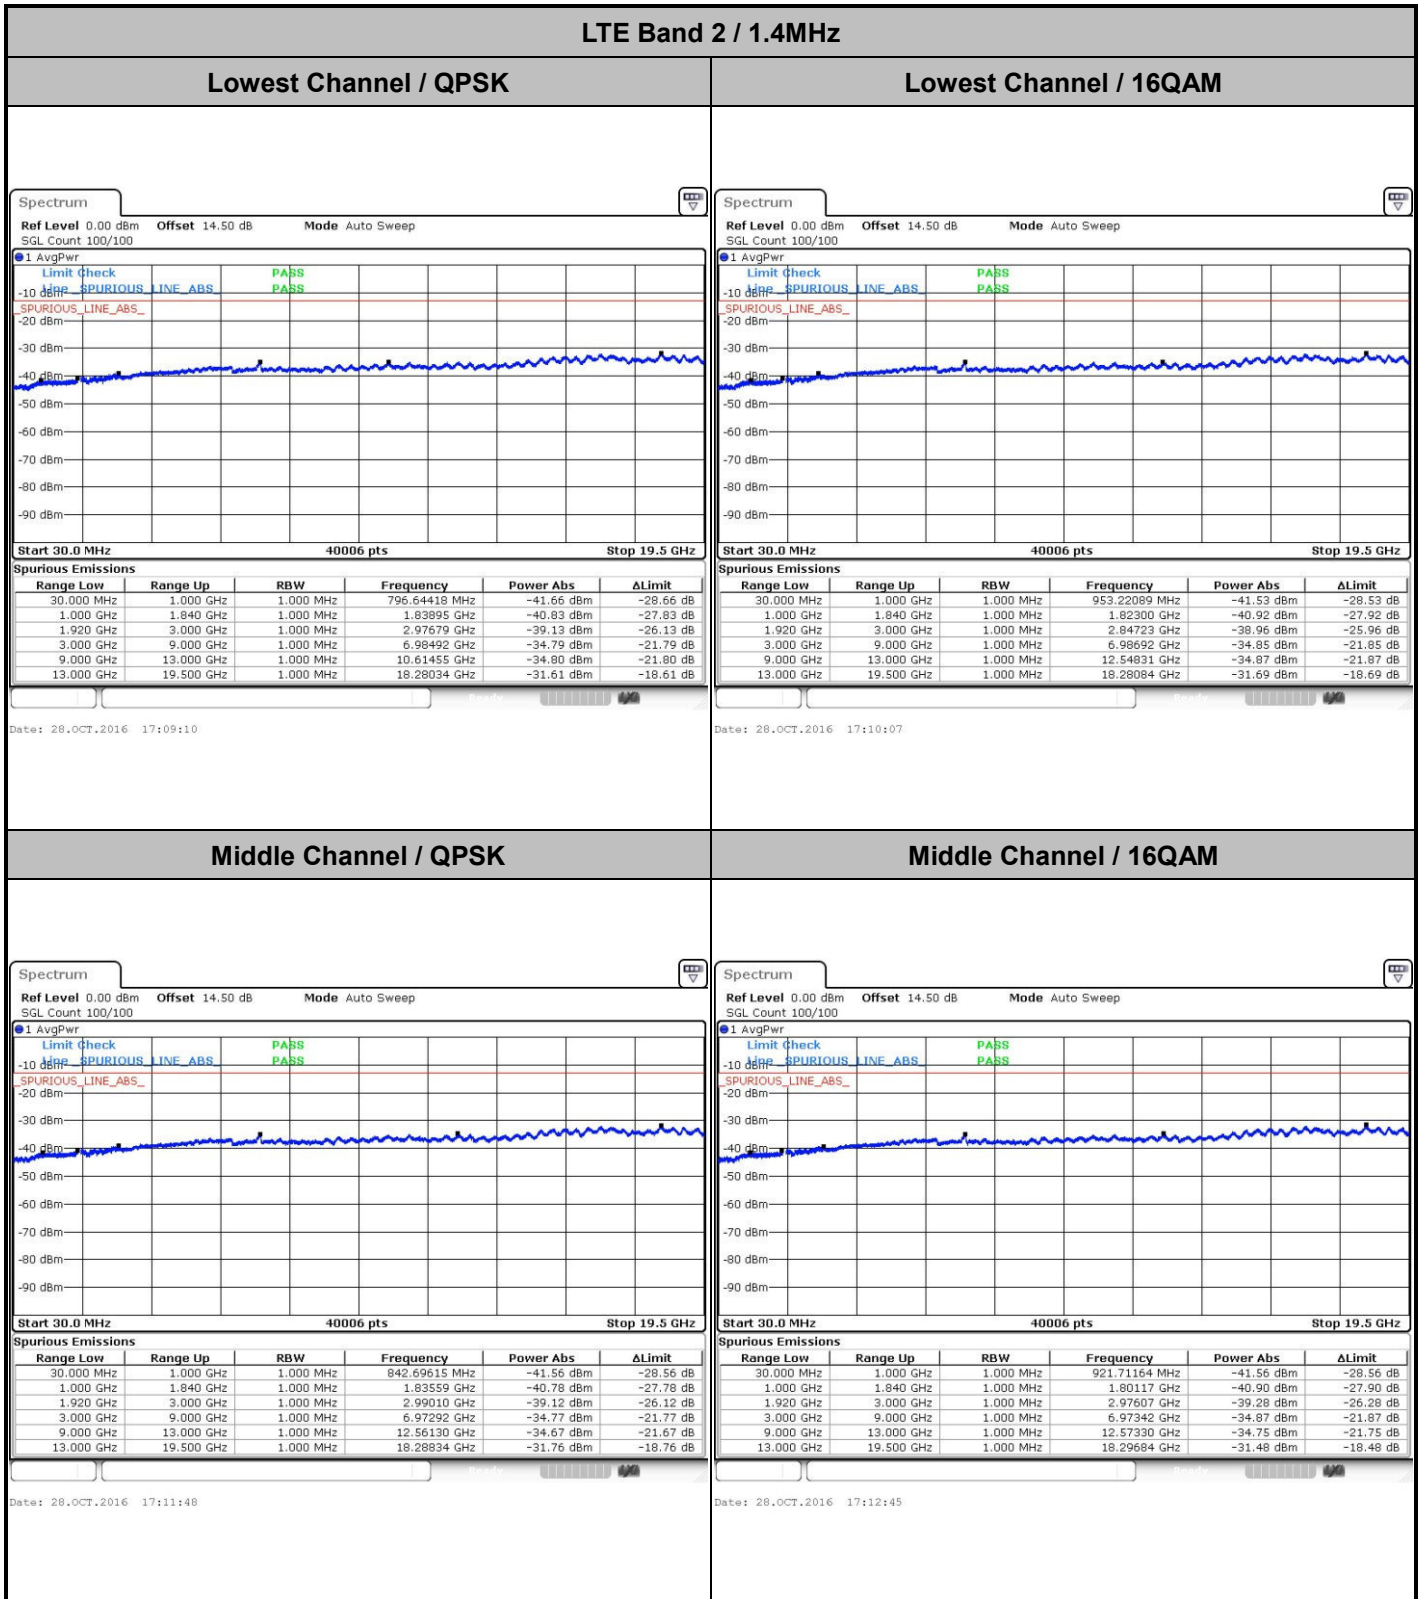 LTE Band 2 / 1.4MHz
Lowest Channel / QPSK
Lowest Channel / 16QAM
Spectrum
Ref Level 0.00 dBm Offset 14.50 dB Mode Auto Sweep
SGL Count 100/100
1 AvgPwr
Limit Check PASS
Line _SPURIOUS_LINE_ABS_ PASS
-10 dBm
_SPURIOUS_LINE_ABS_
-20 dBm
-30 dBm
-40 dBm
-50 dBm
-60 dBm
-70 dBm
-80 dBm
-90 dBm
Start 30.0 MHz 40006 pts Stop 19.5 GHz
Spurious Emissions
Range Low Range Up RBW Frequency Power Abs ΔLimit
30.000 MHz 1.000 GHz 1.000 MHz 796.64418 MHz -41.66 dBm -28.66 dB
1.000 GHz 1.840 GHz 1.000 MHz 1.83895 GHz -40.83 dBm -27.83 dB
1.920 GHz 3.000 GHz 1.000 MHz 2.97679 GHz -39.13 dBm -26.13 dB
3.000 GHz 9.000 GHz 1.000 MHz 6.98492 GHz -34.79 dBm -21.79 dB
9.000 GHz 13.000 GHz 1.000 MHz 10.61455 GHz -34.80 dBm -21.80 dB
13.000 GHz 19.500 GHz 1.000 MHz 18.28034 GHz -31.61 dBm -18.61 dB
Ready
Date: 28.OCT.2016 17:09:10
Spectrum
Ref Level 0.00 dBm Offset 14.50 dB Mode Auto Sweep
SGL Count 100/100
1 AvgPwr
Limit Check PASS
Line _SPURIOUS_LINE_ABS_ PASS
-10 dBm
_SPURIOUS_LINE_ABS_
-20 dBm
-30 dBm
-40 dBm
-50 dBm
-60 dBm
-70 dBm
-80 dBm
-90 dBm
Start 30.0 MHz 40006 pts Stop 19.5 GHz
Spurious Emissions
Range Low Range Up RBW Frequency Power Abs ΔLimit
30.000 MHz 1.000 GHz 1.000 MHz 953.22089 MHz -41.53 dBm -28.53 dB
1.000 GHz 1.840 GHz 1.000 MHz 1.82300 GHz -40.92 dBm -27.92 dB
1.920 GHz 3.000 GHz 1.000 MHz 2.84723 GHz -38.96 dBm -25.96 dB
3.000 GHz 9.000 GHz 1.000 MHz 6.98692 GHz -34.85 dBm -21.85 dB
9.000 GHz 13.000 GHz 1.000 MHz 12.54831 GHz -34.87 dBm -21.87 dB
13.000 GHz 19.500 GHz 1.000 MHz 18.28084 GHz -31.69 dBm -18.69 dB
Ready
Date: 28.OCT.2016 17:10:07
Middle Channel / QPSK
Middle Channel / 16QAM
Spectrum
Ref Level 0.00 dBm Offset 14.50 dB Mode Auto Sweep
SGL Count 100/100
1 AvgPwr
Limit Check PASS
Line _SPURIOUS_LINE_ABS_ PASS
-10 dBm
_SPURIOUS_LINE_ABS_
-20 dBm
-30 dBm
-40 dBm
-50 dBm
-60 dBm
-70 dBm
-80 dBm
-90 dBm
Start 30.0 MHz 40006 pts Stop 19.5 GHz
Spurious Emissions
Range Low Range Up RBW Frequency Power Abs ΔLimit
30.000 MHz 1.000 GHz 1.000 MHz 842.69615 MHz -41.56 dBm -28.56 dB
1.000 GHz 1.840 GHz 1.000 MHz 1.83559 GHz -40.78 dBm -27.78 dB
1.920 GHz 3.000 GHz 1.000 MHz 2.99010 GHz -39.12 dBm -26.12 dB
3.000 GHz 9.000 GHz 1.000 MHz 6.97292 GHz -34.77 dBm -21.77 dB
9.000 GHz 13.000 GHz 1.000 MHz 12.56130 GHz -34.67 dBm -21.67 dB
13.000 GHz 19.500 GHz 1.000 MHz 18.28834 GHz -31.76 dBm -18.76 dB
Ready
Date: 28.OCT.2016 17:11:48
Spectrum
Ref Level 0.00 dBm Offset 14.50 dB Mode Auto Sweep
SGL Count 100/100
1 AvgPwr
Limit Check PASS
Line _SPURIOUS_LINE_ABS_ PASS
-10 dBm
_SPURIOUS_LINE_ABS_
-20 dBm
-30 dBm
-40 dBm
-50 dBm
-60 dBm
-70 dBm
-80 dBm
-90 dBm
Start 30.0 MHz 40006 pts Stop 19.5 GHz
Spurious Emissions
Range Low Range Up RBW Frequency Power Abs ΔLimit
30.000 MHz 1.000 GHz 1.000 MHz 921.71164 MHz -41.56 dBm -28.56 dB
1.000 GHz 1.840 GHz 1.000 MHz 1.80117 GHz -40.90 dBm -27.90 dB
1.920 GHz 3.000 GHz 1.000 MHz 2.97607 GHz -39.28 dBm -26.28 dB
3.000 GHz 9.000 GHz 1.000 MHz 6.97342 GHz -34.87 dBm -21.87 dB
9.000 GHz 13.000 GHz 1.000 MHz 12.57330 GHz -34.75 dBm -21.75 dB
13.000 GHz 19.500 GHz 1.000 MHz 18.29684 GHz -31.48 dBm -18.48 dB
Ready
Date: 28.OCT.2016 17:12:45